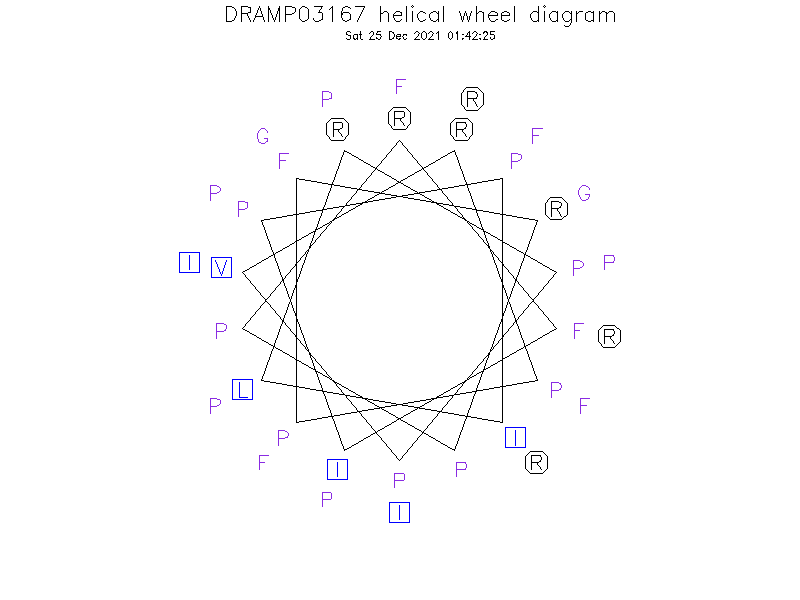 DRAMP03167 helical wheel diagram
Sat 25 Dec 2021 01:42:25
F
P R
R R R
G F
F P
P G
P R
I V P P
P F R
L P
P F
P I
F R
I P
P P
I